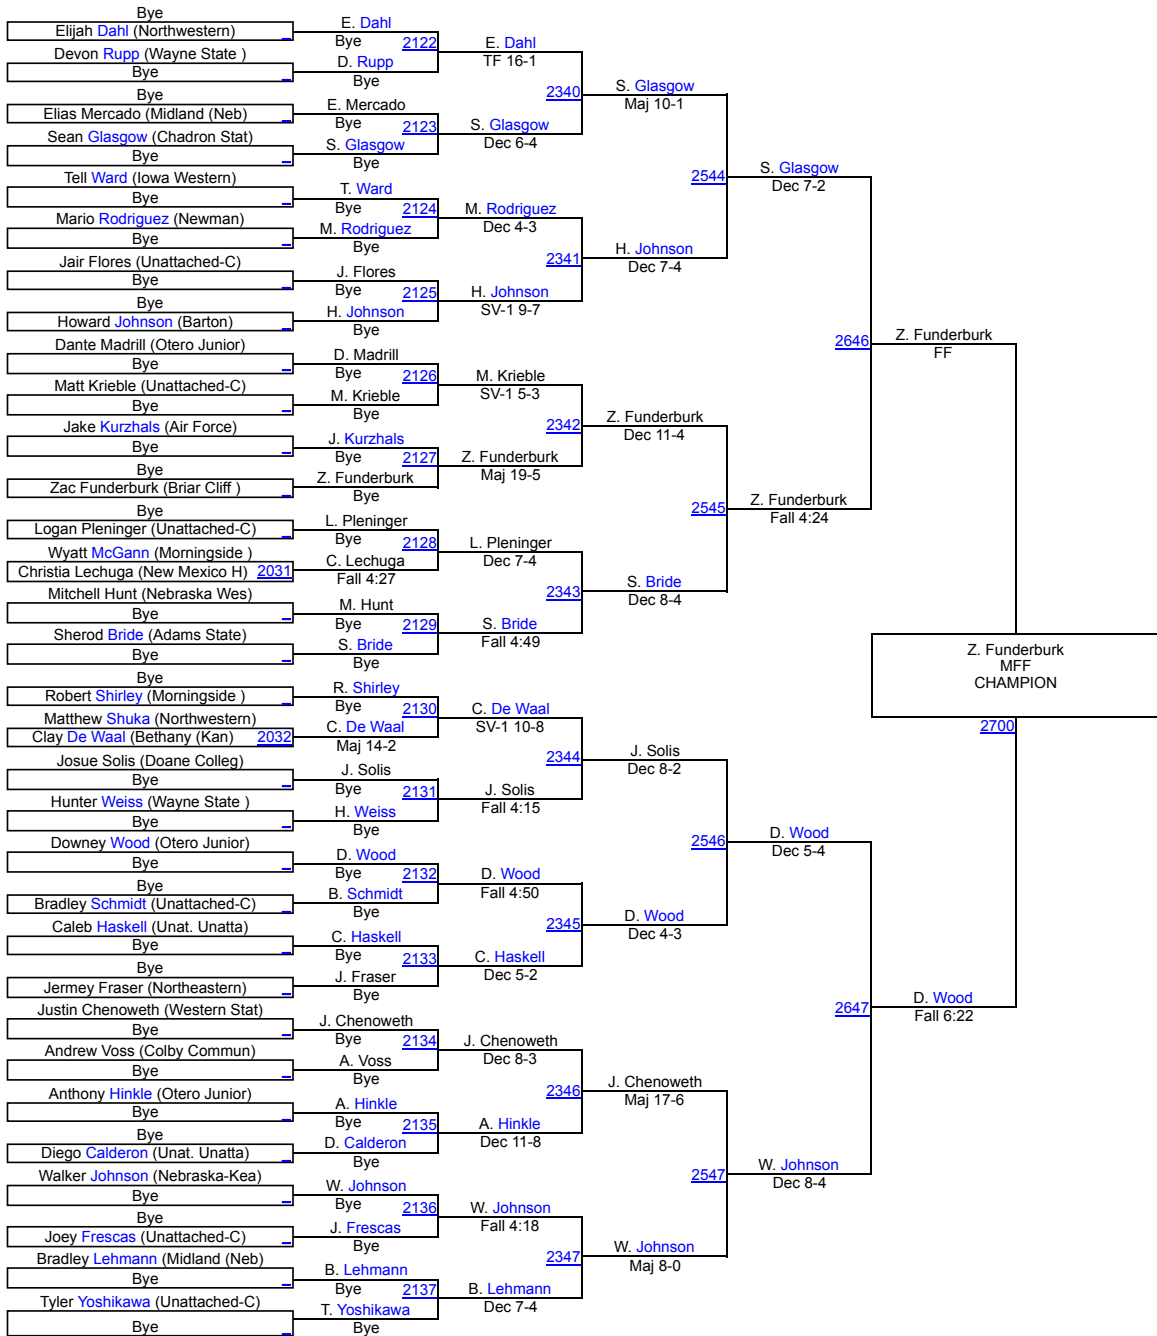 Bye
Elijah Dahl (Northwestern)
Devon Rupp (Wayne State )
Bye
Bye
Elias Mercado (Midland (Neb)
Sean Glasgow (Chadron Stat)
Bye
Tell Ward (Iowa Western)
Bye
Mario Rodriguez (Newman)
Bye
Jair Flores (Unattached-C)
Bye
Bye
Howard Johnson (Barton)
Dante Madrill (Otero Junior)
Bye
Matt Krieble (Unattached-C)
Bye
Jake Kurzhals (Air Force)
Bye
Bye
Zac Funderburk (Briar Cliff )
Bye
Logan Pleninger (Unattached-C)
Wyatt McGann (Morningside )
Christia Lechuga (New Mexico H) 2031
Mitchell Hunt (Nebraska Wes)
Bye
Sherod Bride (Adams State)
Bye
Bye
Robert Shirley (Morningside )
Matthew Shuka (Northwestern)
Clay De Waal (Bethany (Kan) 2032
Josue Solis (Doane Colleg)
Bye
Hunter Weiss (Wayne State )
Bye
Downey Wood (Otero Junior)
Bye
Bye
Bradley Schmidt (Unattached-C)
Caleb Haskell (Unat. Unatta)
Bye
Bye
Jermey Fraser (Northeastern)
Justin Chenoweth (Western Stat)
Bye
Andrew Voss (Colby Commun)
Bye
Anthony Hinkle (Otero Junior)
Bye
Bye
Diego Calderon (Unat. Unatta)
Walker Johnson (Nebraska-Kea)
Bye
Bye
Joey Frescas (Unattached-C)
Bradley Lehmann (Midland (Neb)
Bye
Tyler Yoshikawa (Unattached-C)
Bye
E. Dahl
Bye 2122
D. Rupp
Bye
E. Mercado
Bye 2123
S. Glasgow
Bye
T. Ward
Bye 2124
M. Rodriguez
Bye
J. Flores
Bye 2125
H. Johnson
Bye
D. Madrill
Bye 2126
M. Krieble
Bye
J. Kurzhals
Bye 2127
Z. Funderburk
Bye
L. Pleninger
Bye 2128
C. Lechuga
Fall 4:27
M. Hunt
Bye 2129
S. Bride
Bye
R. Shirley
Bye 2130
C. De Waal
Maj 14-2
J. Solis
Bye 2131
H. Weiss
Bye
D. Wood
Bye 2132
B. Schmidt
Bye
C. Haskell
Bye 2133
J. Fraser
Bye
J. Chenoweth
Bye 2134
A. Voss
Bye
A. Hinkle
Bye 2135
D. Calderon
Bye
W. Johnson
Bye 2136
J. Frescas
Bye
B. Lehmann
Bye 2137
T. Yoshikawa
Bye
E. Dahl
TF 16-1
2340
S. Glasgow
Dec 6-4
M. Rodriguez
Dec 4-3
2341
H. Johnson
SV-1 9-7
M. Krieble
SV-1 5-3
2342
Z. Funderburk
Maj 19-5
L. Pleninger
Dec 7-4
2343
S. Bride
Fall 4:49
C. De Waal
SV-1 10-8
2344
J. Solis
Fall 4:15
D. Wood
Fall 4:50
2345
C. Haskell
Dec 5-2
J. Chenoweth
Dec 8-3
2346
A. Hinkle
Dec 11-8
W. Johnson
Fall 4:18
2347
B. Lehmann
Dec 7-4
S. Glasgow
Maj 10-1
2544
H. Johnson
Dec 7-4
Z. Funderburk
Dec 11-4
2545
S. Bride
Dec 8-4
J. Solis
Dec 8-2
2546
D. Wood
Dec 4-3
J. Chenoweth
Maj 17-6
2547
W. Johnson
Maj 8-0
S. Glasgow
Dec 7-2
2646
Z. Funderburk
Fall 4:24
D. Wood
Dec 5-4
2647
W. Johnson
Dec 8-4
Z. Funderburk
FF
D. Wood
Fall 6:22
Z. Funderburk
MFF
CHAMPION
2700